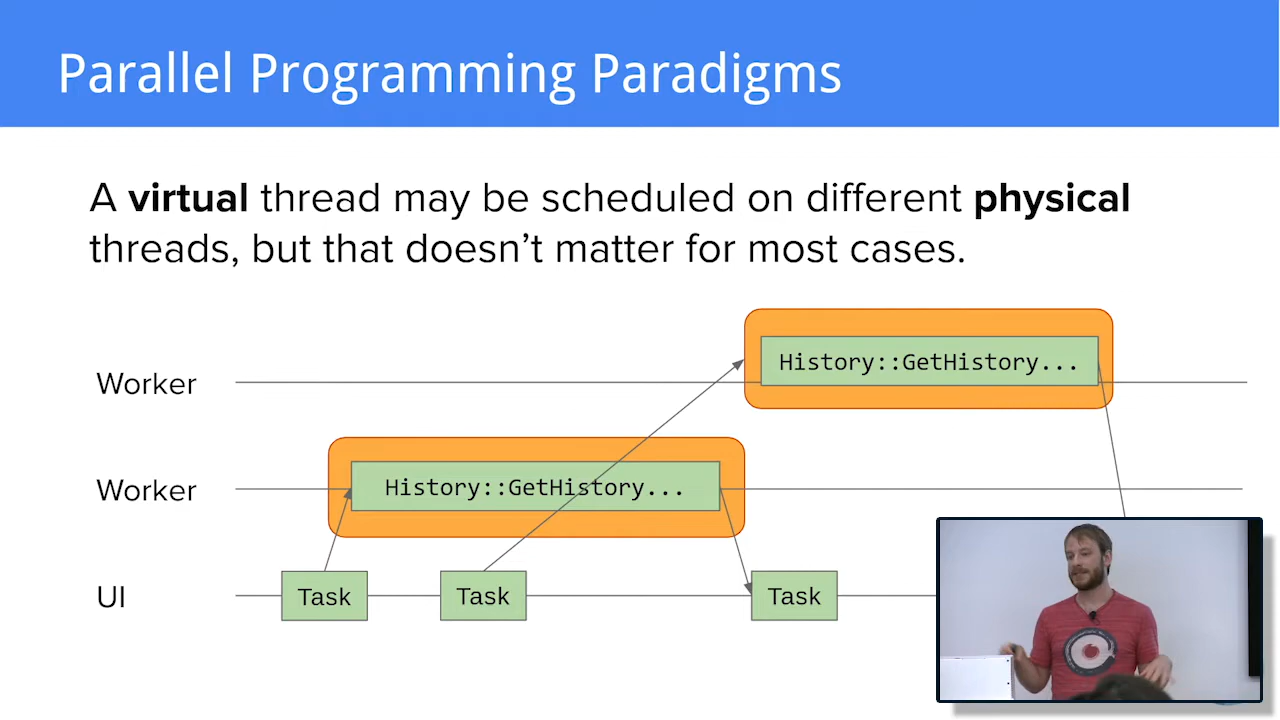 Parallel Programming Paradigms
A virtual thread may be scheduled on different physical
threads, but that doesn’t matter for most cases.
Worker
History::GetHistory...
Worker
History::GetHistory...
UI
Task
Task
Task